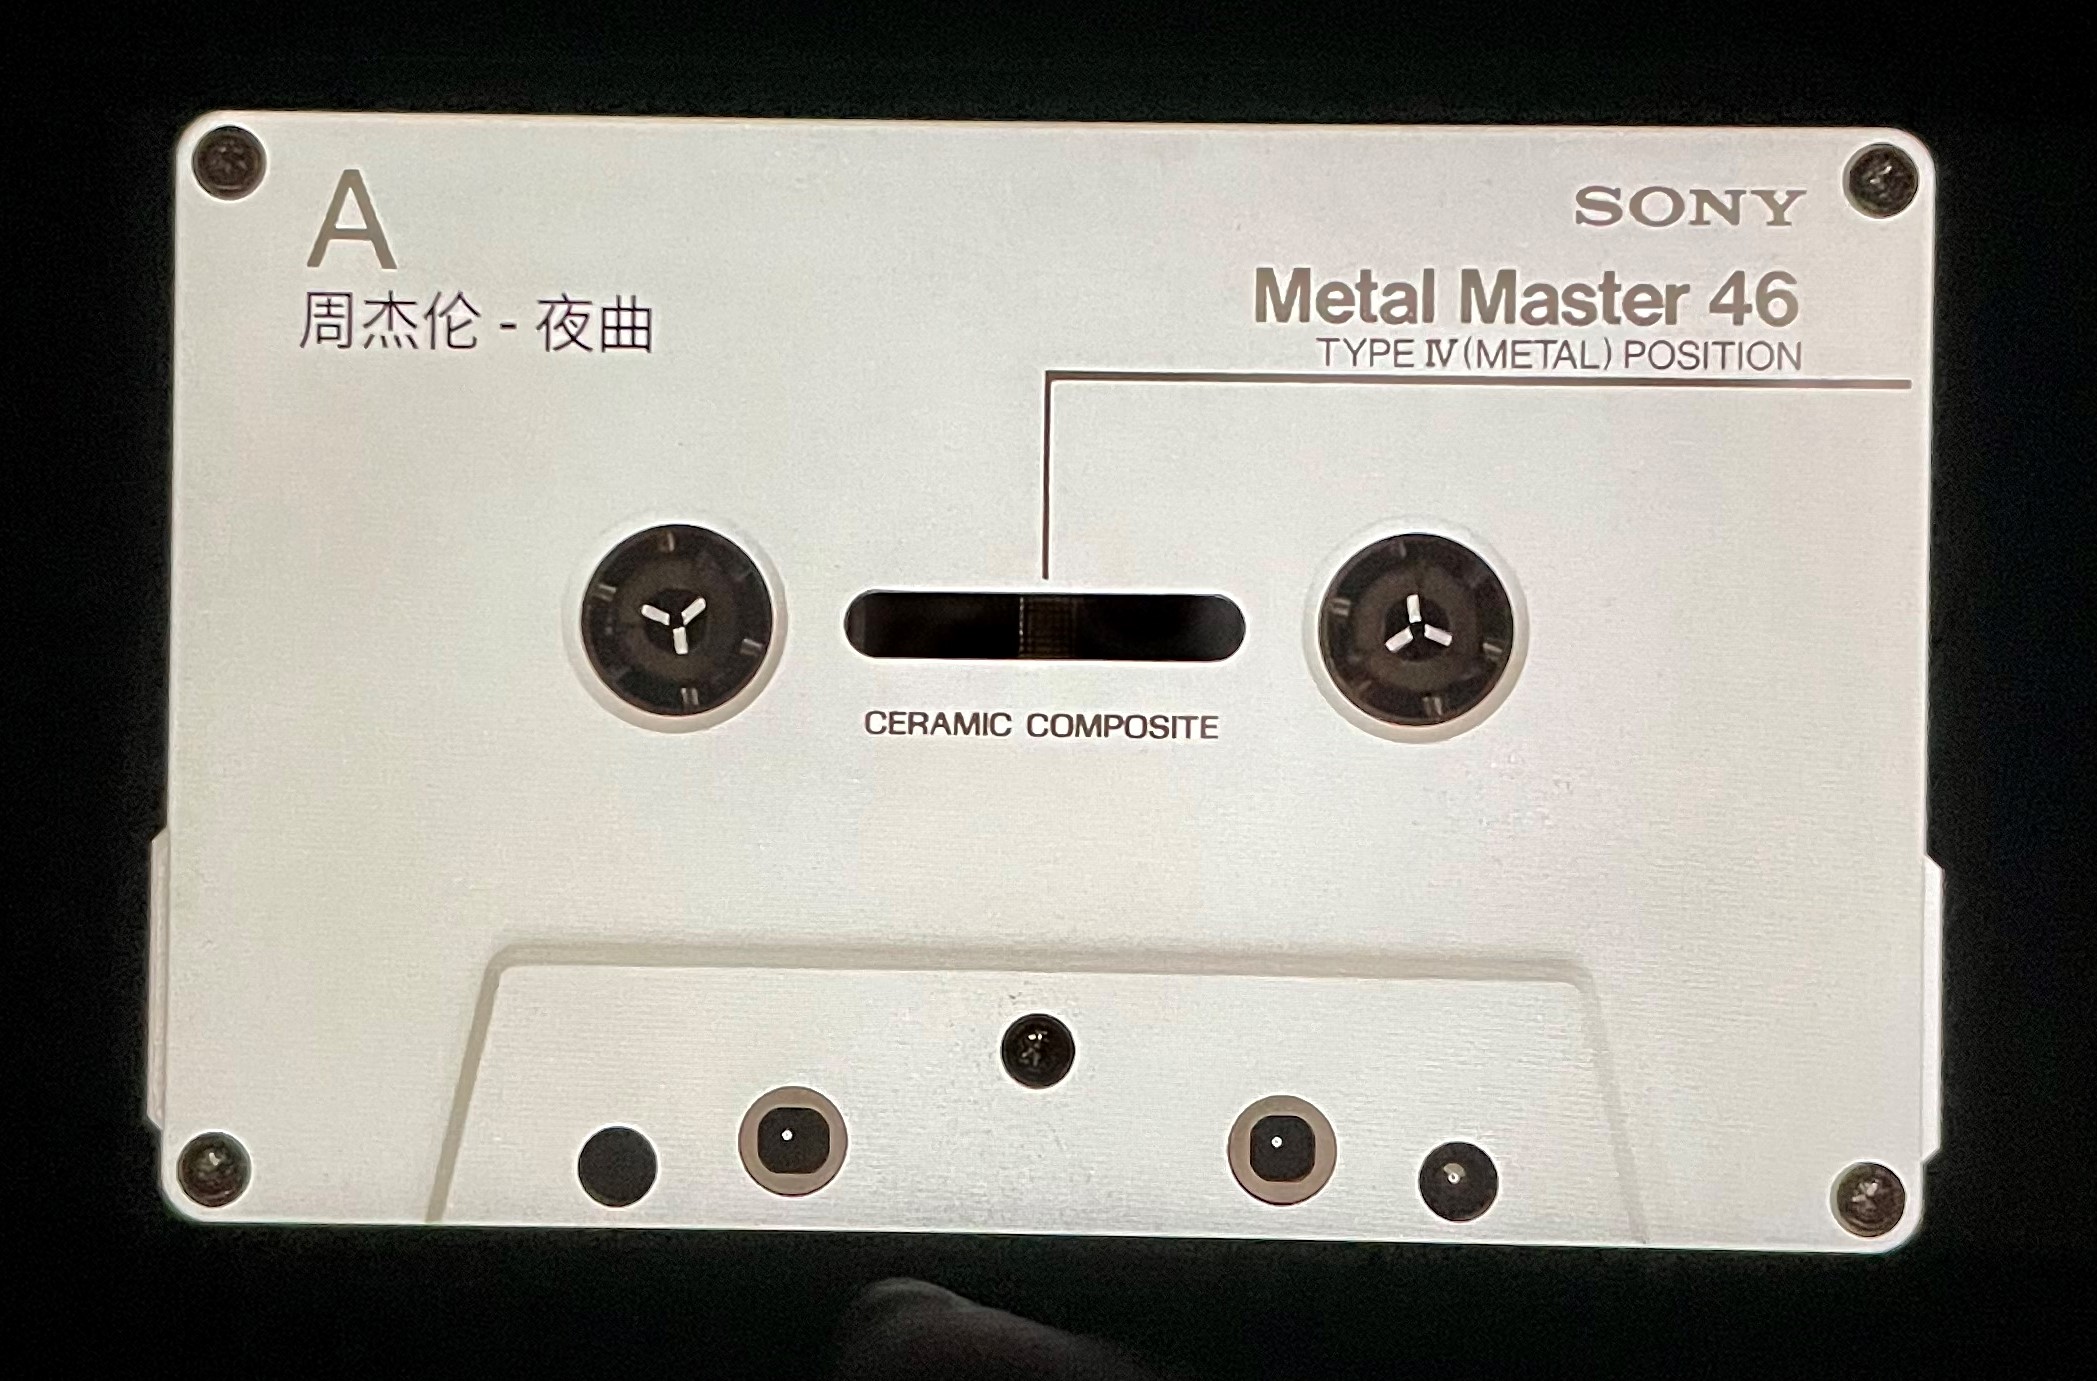 A
周杰伦 - 夜曲
SONY
Metal Master 46
TYPE Ⅳ (METAL) POSITION
CERAMIC COMPOSITE